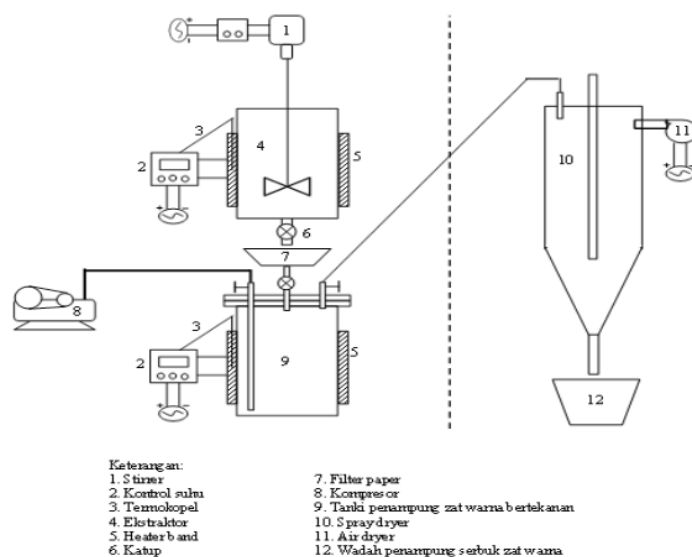 1
3
4
5
2
6
7
8
3
2
9
5
10
11
12
Keterangan:
1. Stirrer
2. Kontrol suhu
3. Termokopel
4. Ekstraktor
5. Heater band
6. Katup
7. Filter paper
8. Kompresor
9. Tanki penampung zat warna bertekanan
10. Spray dryer
11. Air dryer
12. Wadah penampung serbuk zat warna